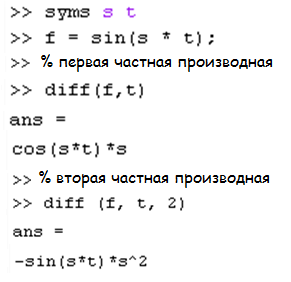 >> syms s t
>> f = sin(s * t);
>> % первая частная производная
>> diff(f,t)
ans =
cos(s*t)*s
>> % вторая частная производная
>> diff (f, t, 2)
ans =
-sin(s*t)*s^2